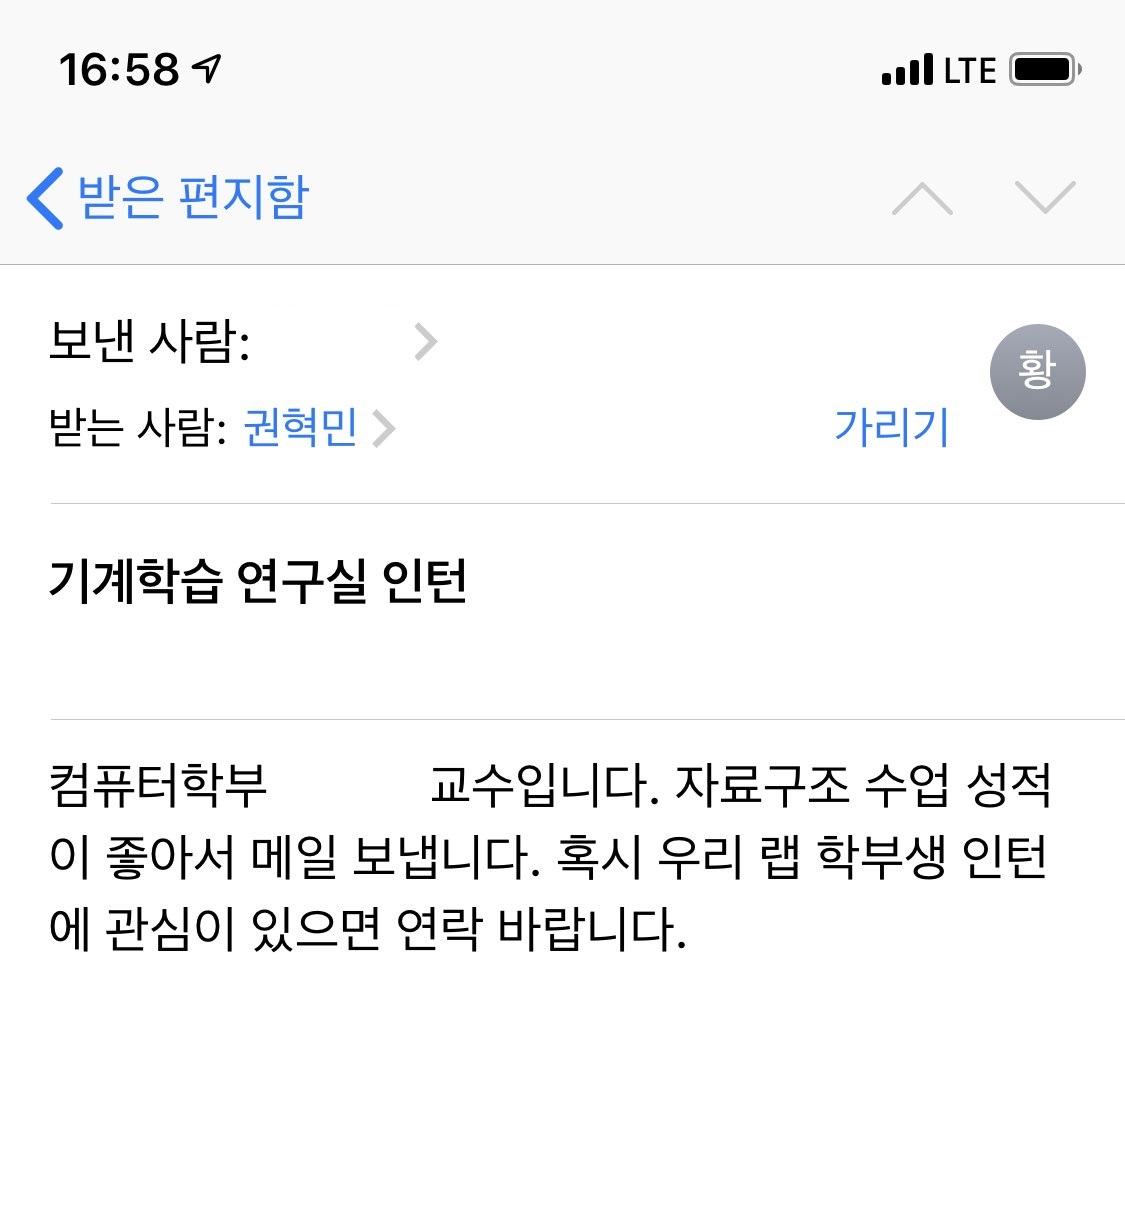 16:58 LTE
받은 편지함
보낸 사람:
황
받는 사람: 권혁민 가리기
기계학습 연구실 인턴
컴퓨터학부 교수입니다. 자료구조 수업 성적
이 좋아서 메일 보냅니다. 혹시 우리 랩 학부생 인턴
에 관심이 있으면 연락 바랍니다.